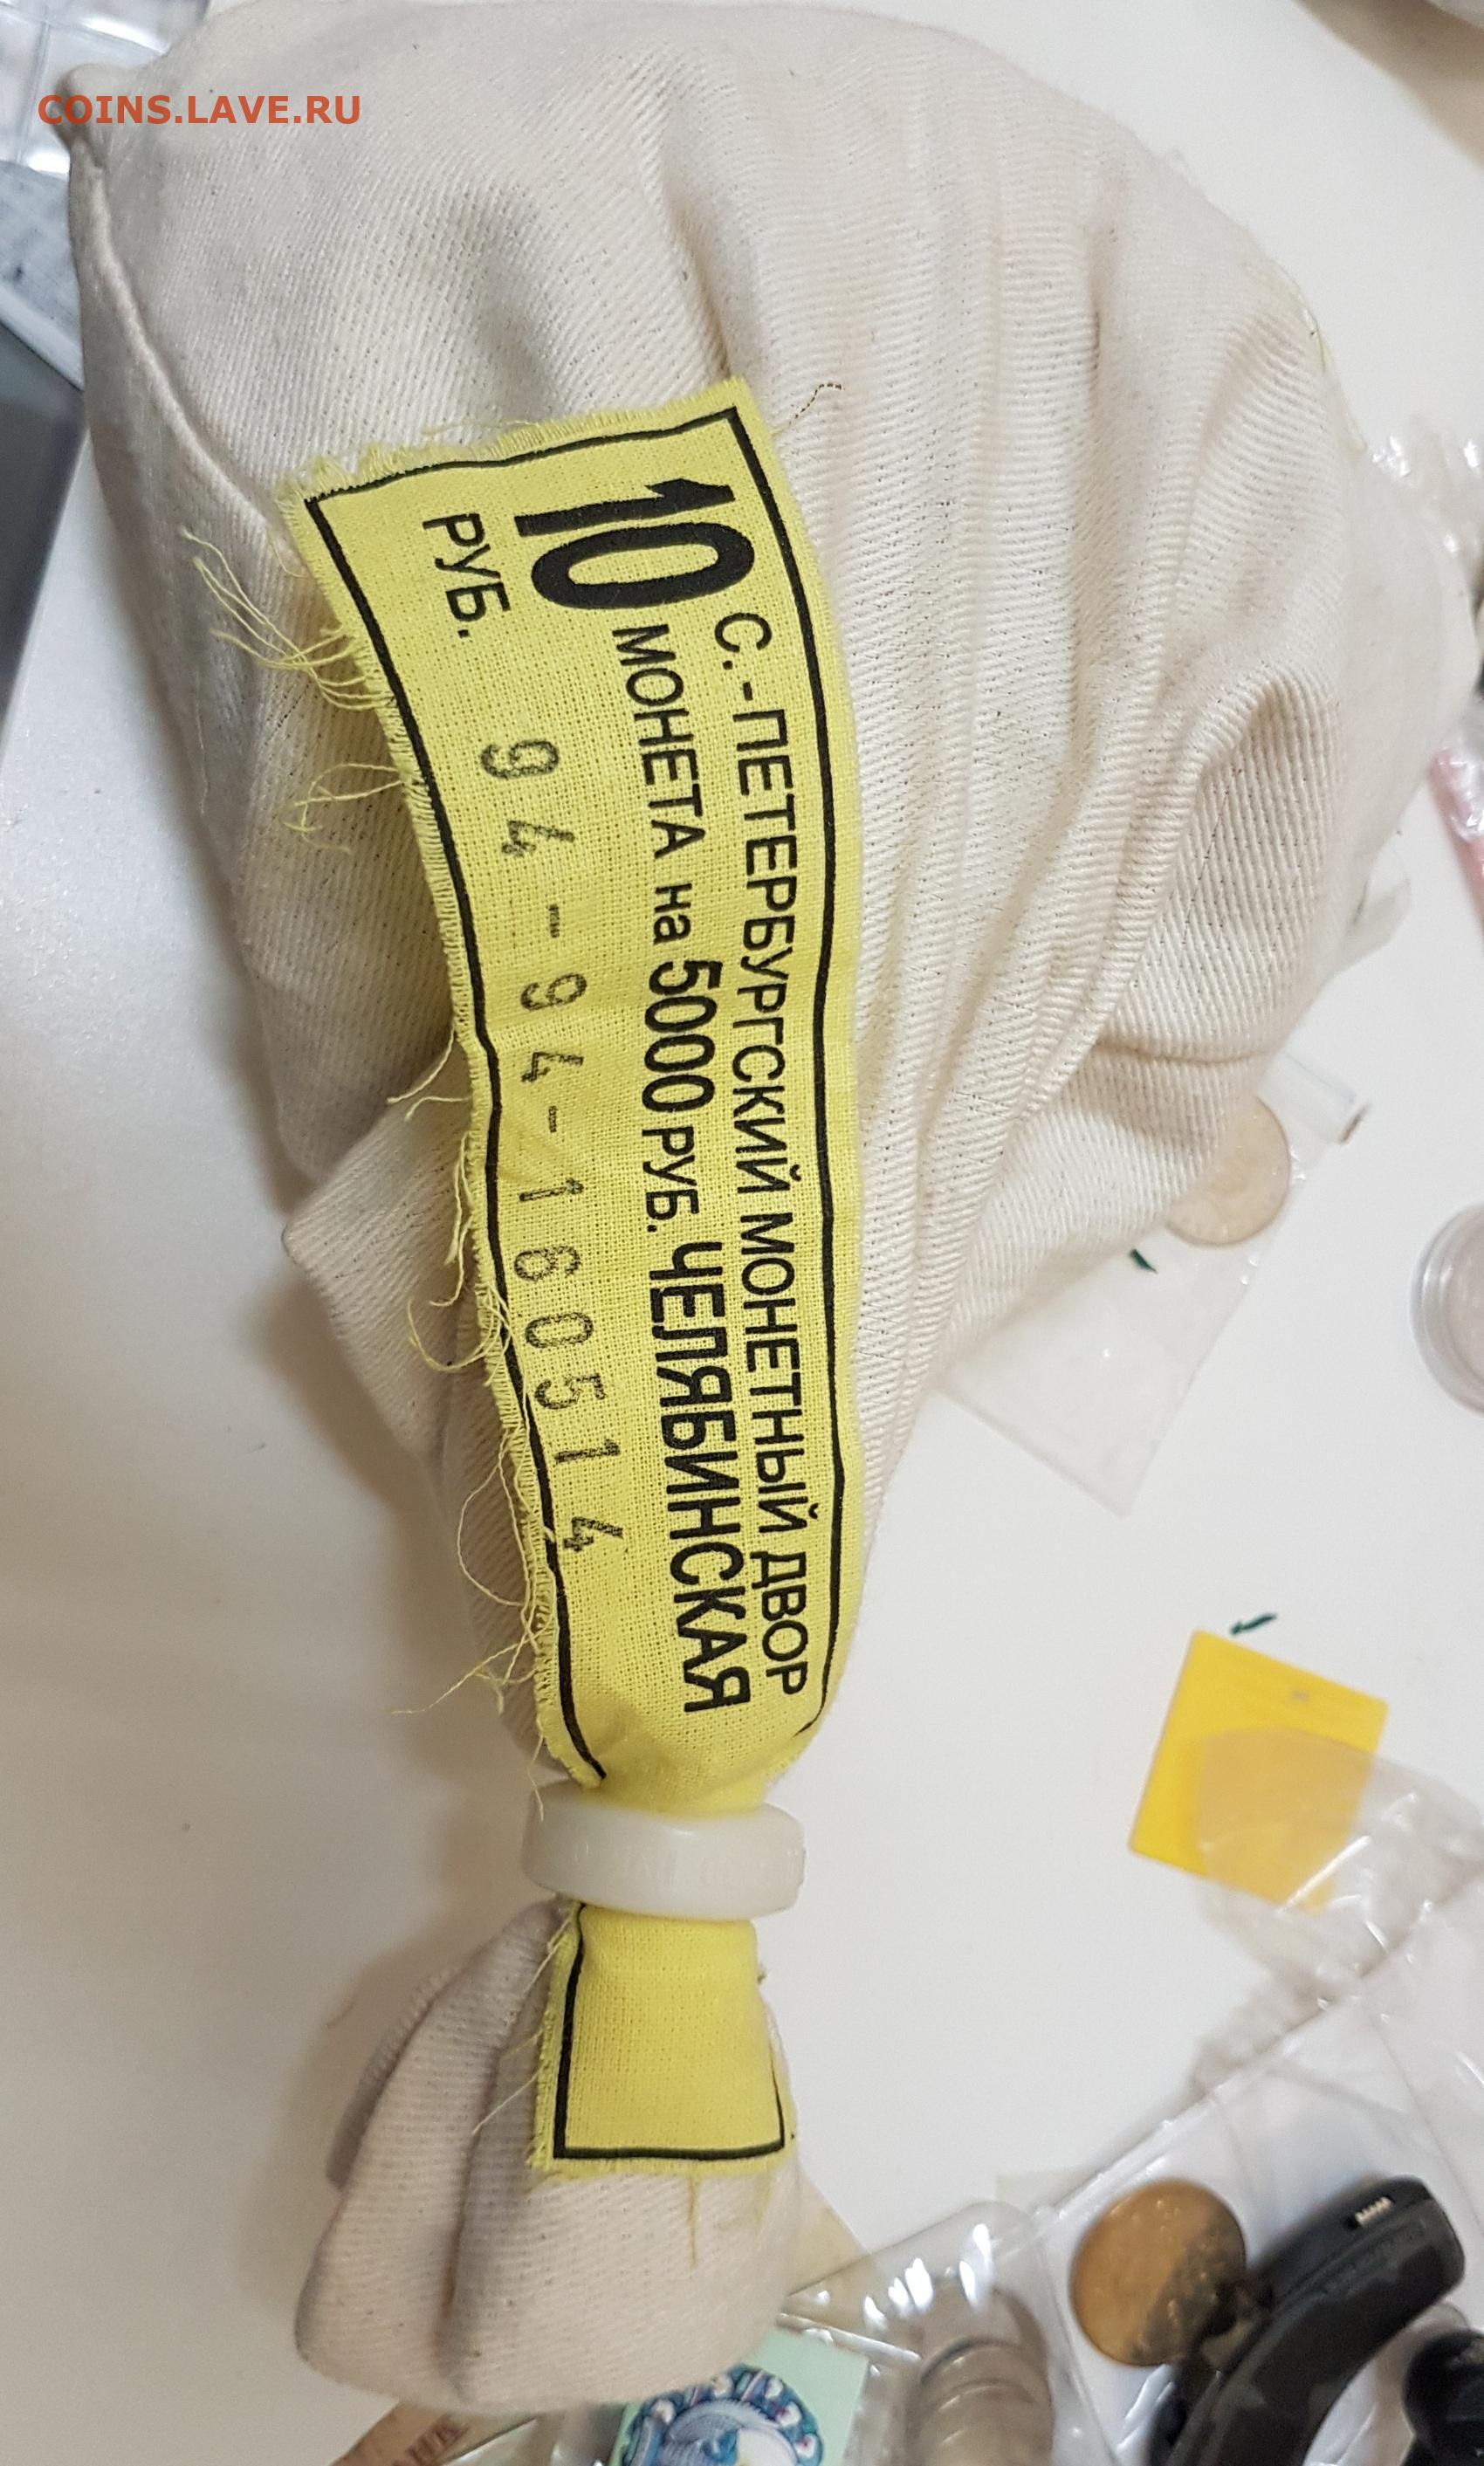 COINS.LAVE.RU
С.-ПЕТЕРБУРГСКИЙ МОНЕТНЫЙ ДВОР
10 МОНЕТА на 5000 РУБ. ЧЕЛЯБИНСКАЯ
РУБ. 94-94-160514